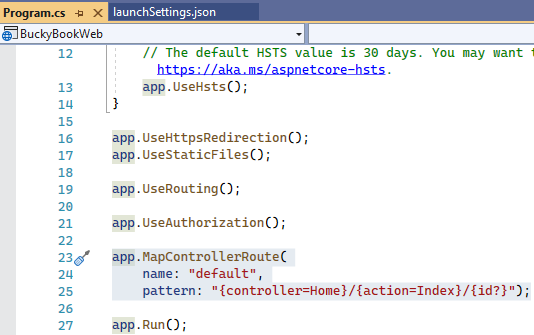 Program.cs launchSettings.json
BuckyBookWeb
12 // The default HSTS value is 30 days. You may want
https://aka.ms/aspnetcore-hsts.
13 app.UseHsts();
14 }
15
16 app.UseHttpsRedirection();
17 app.UseStaticFiles();
18
19 app.UseRouting();
20
21 app.UseAuthorization();
22
23 app.MapControllerRoute(
24 name: "default",
25 pattern: "{controller=Home}/{action=Index}/{id?}");
26
27 app.Run();